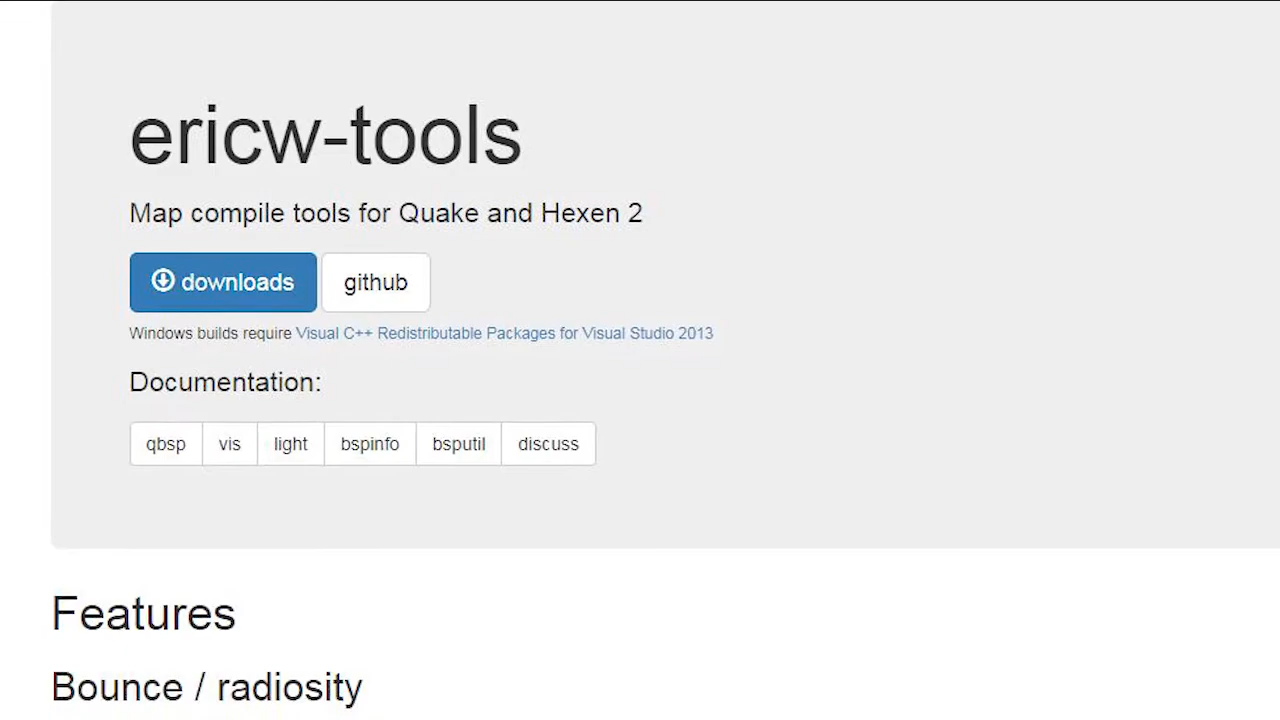 ericw-tools
Map compile tools for Quake and Hexen 2
downloads github
Windows builds require Visual C++ Redistributable Packages for Visual Studio 2013
Documentation:
qbsp vis light bspinfo bsputil discuss
Features
Bounce / radiosity